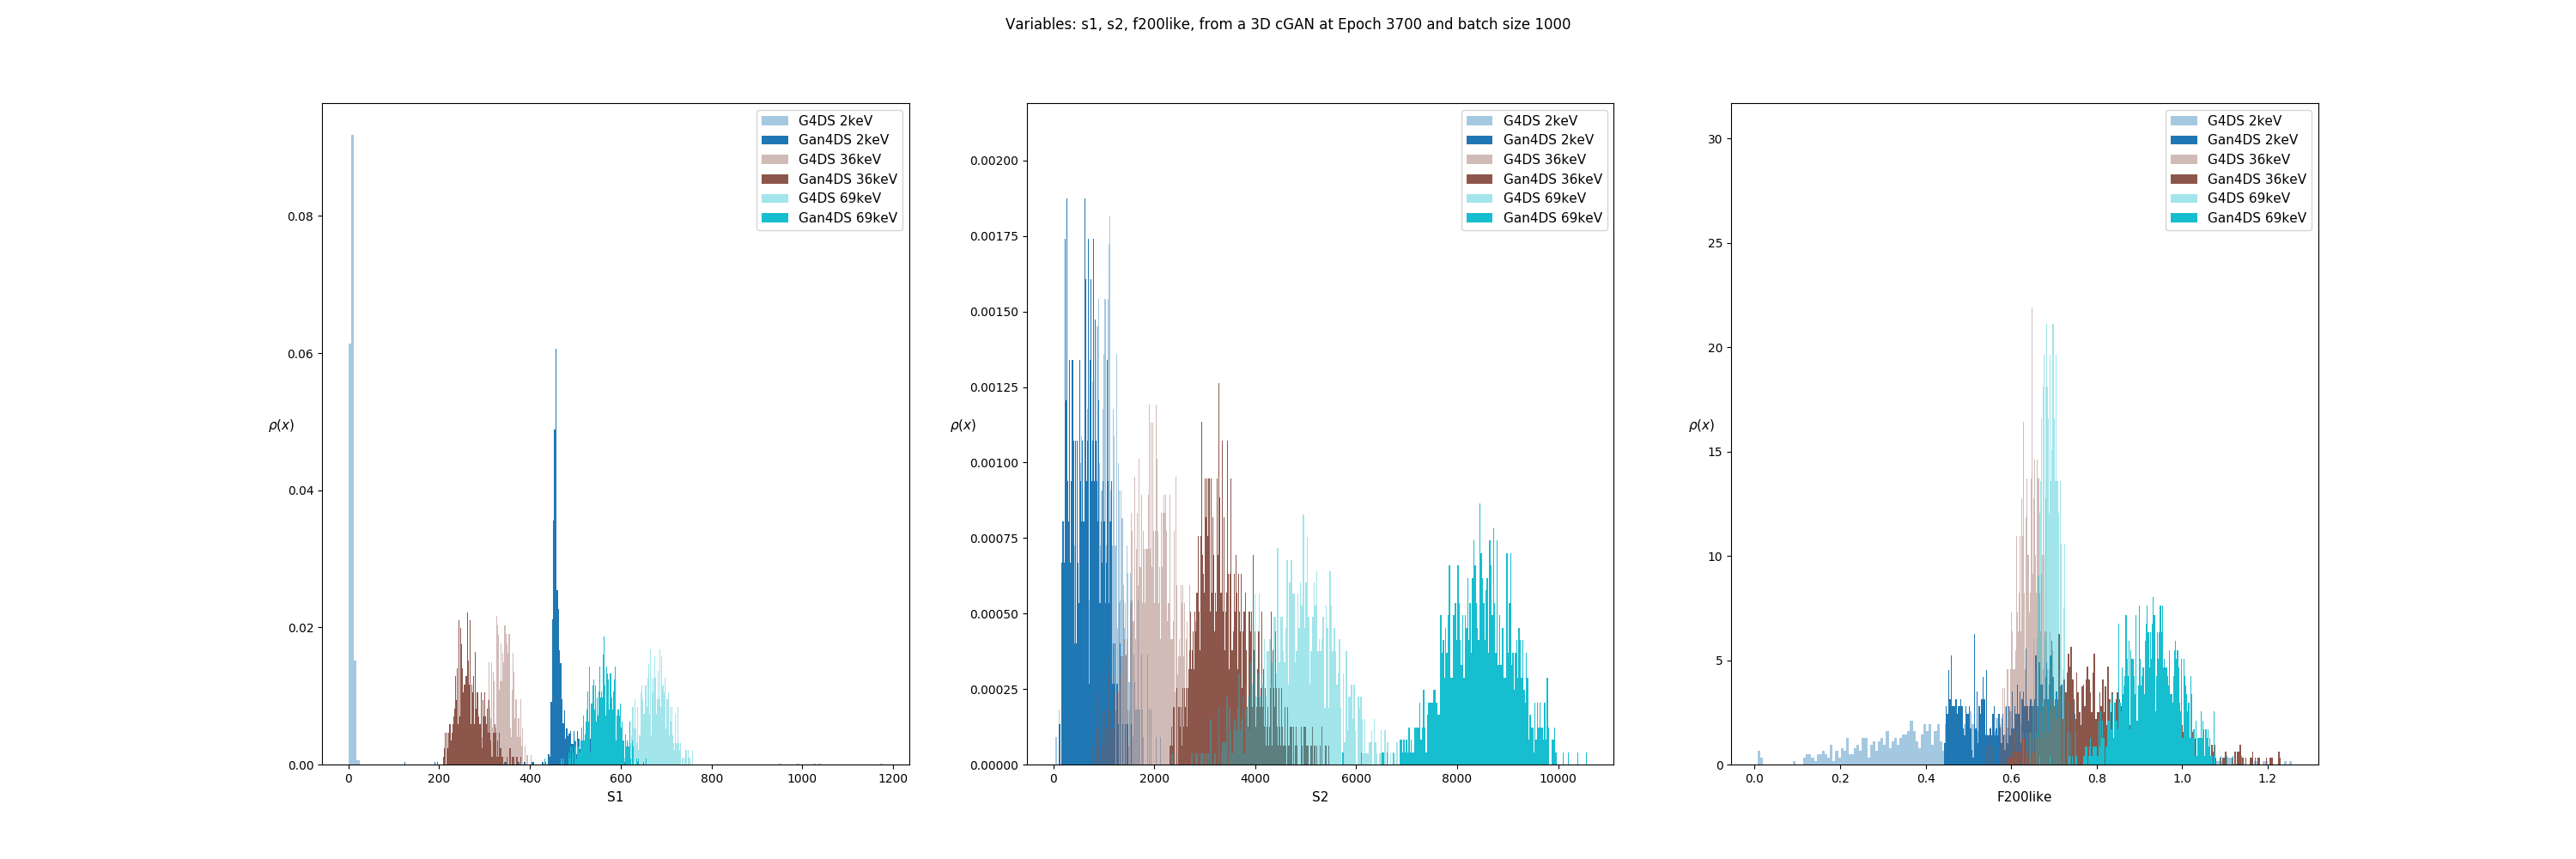 Variables: s1, s2, f200like, from a 3D cGAN at Epoch 3700 and batch size 1000
G4DS 2keV
Gan4DS 2keV
G4DS 36keV
Gan4DS 36keV
G4DS 69keV
Gan4DS 69keV
0.08
0.06
0.04
0.02
0.00
ρ(x)
0 200 400 600 800 1000 1200
S1
G4DS 2keV
Gan4DS 2keV
G4DS 36keV
Gan4DS 36keV
G4DS 69keV
Gan4DS 69keV
0.00200
0.00175
0.00150
0.00125
0.00100
0.00075
0.00050
0.00025
0.00000
ρ(x)
0 2000 4000 6000 8000 10000
S2
G4DS 2keV
Gan4DS 2keV
G4DS 36keV
Gan4DS 36keV
G4DS 69keV
Gan4DS 69keV
30
25
20
15
10
5
0
ρ(x)
0.0 0.2 0.4 0.6 0.8 1.0 1.2
F200like